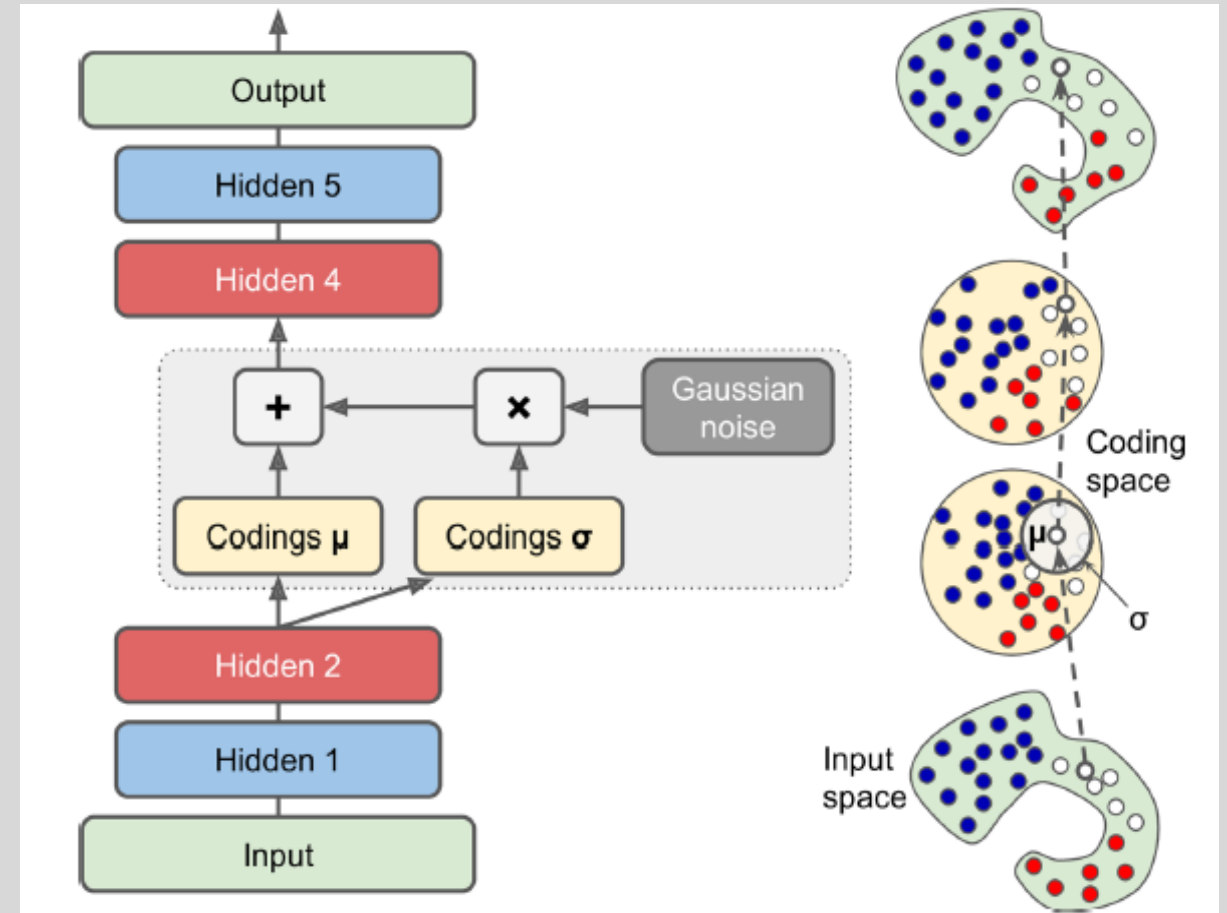 Output
Hidden 5
Hidden 4
+
×
Gaussian
noise
Codings μ
Codings σ
Hidden 2
Hidden 1
Input
Coding
space
μ
σ
Input
space